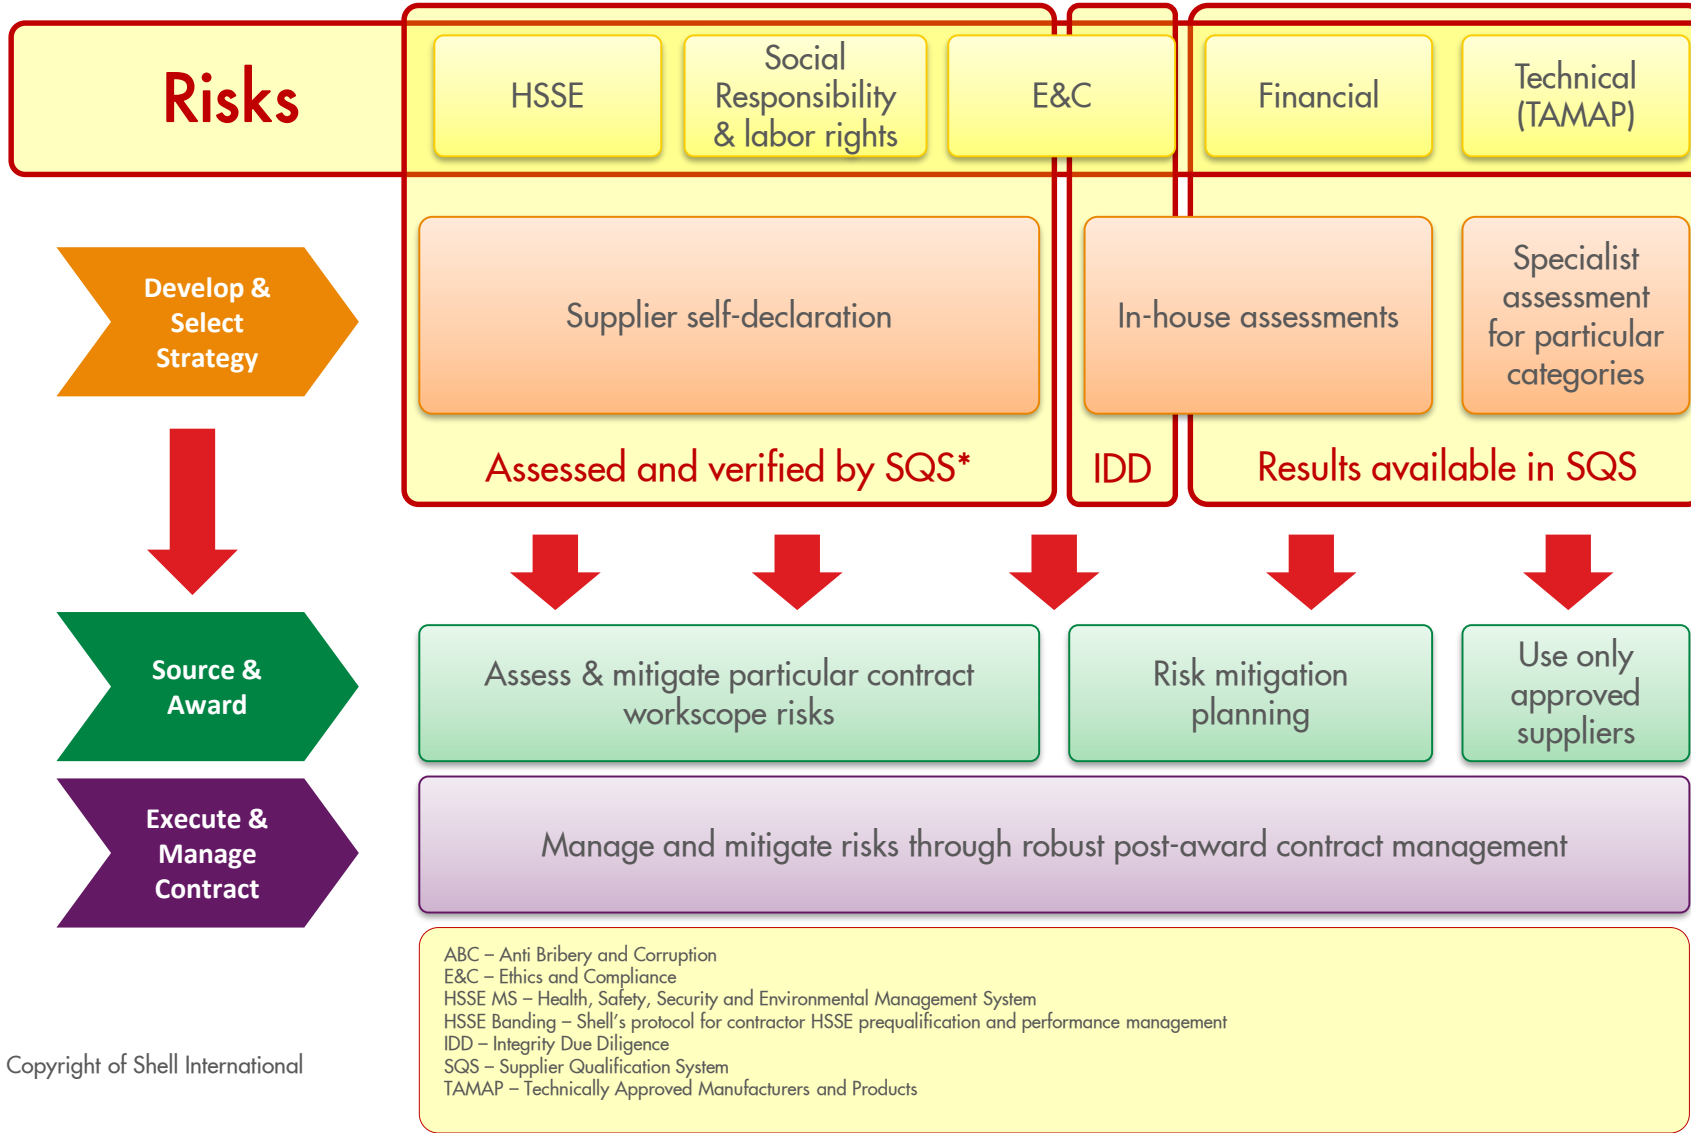 Risks
HSSE
Social
Responsibility
& labor rights
E&C
Financial
Technical
(TAMAP)
Develop &
Select
Strategy
Supplier self-declaration
In-house assessments
Specialist
assessment
for particular
categories
Assessed and verified by SQS*
IDD
Results available in SQS
Source &
Award
Assess & mitigate particular contract
workscope risks
Risk mitigation
planning
Use only
approved
suppliers
Execute &
Manage
Contract
Manage and mitigate risks through robust post-award contract management
ABC – Anti Bribery and Corruption
E&C – Ethics and Compliance
HSSE MS – Health, Safety, Security and Environmental Management System
HSSE Banding – Shell's protocol for contractor HSSE prequalification and performance management
IDD – Integrity Due Diligence
SQS – Supplier Qualification System
TAMAP – Technically Approved Manufacturers and Products
Copyright of Shell International